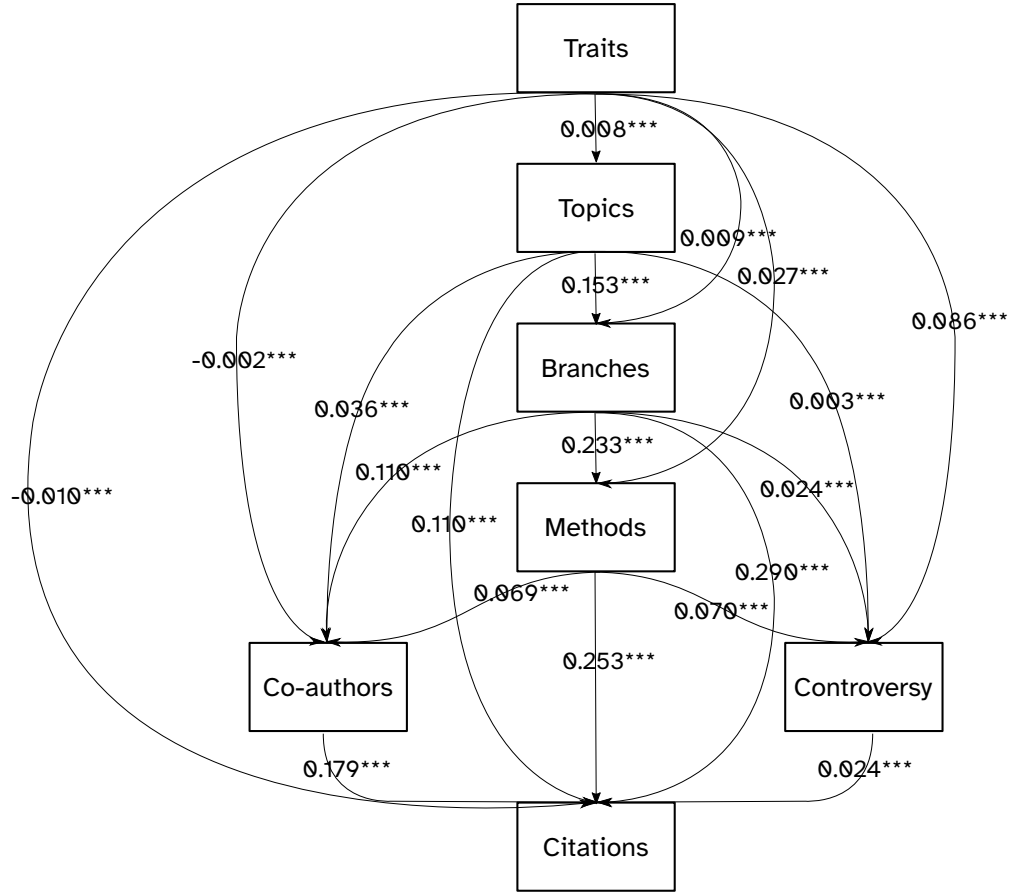 Traits
0.008***
Topics
0.009***
0.027***
0.153***
0.086***
-0.002***
Branches
0.003***
0.036***
0.233***
0.110***
0.024***
-0.010***
0.110***
Methods
0.290***
0.069***
0.070***
0.253***
Co-authors
Controversy
0.179***
0.024***
Citations